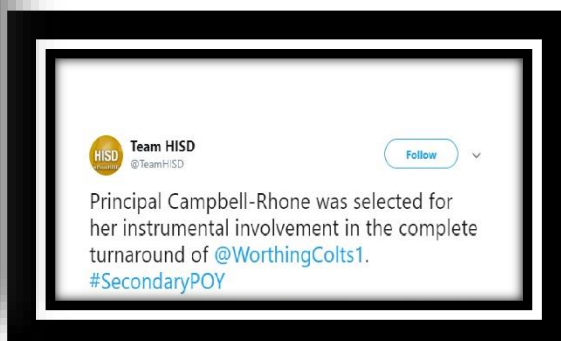 HISD
Team HISD
@TeamHISD
Follow
Principal Campbell-Rhone was selected for
her instrumental involvement in the complete
turnaround of @WorthingColts1.
#SecondaryPOY